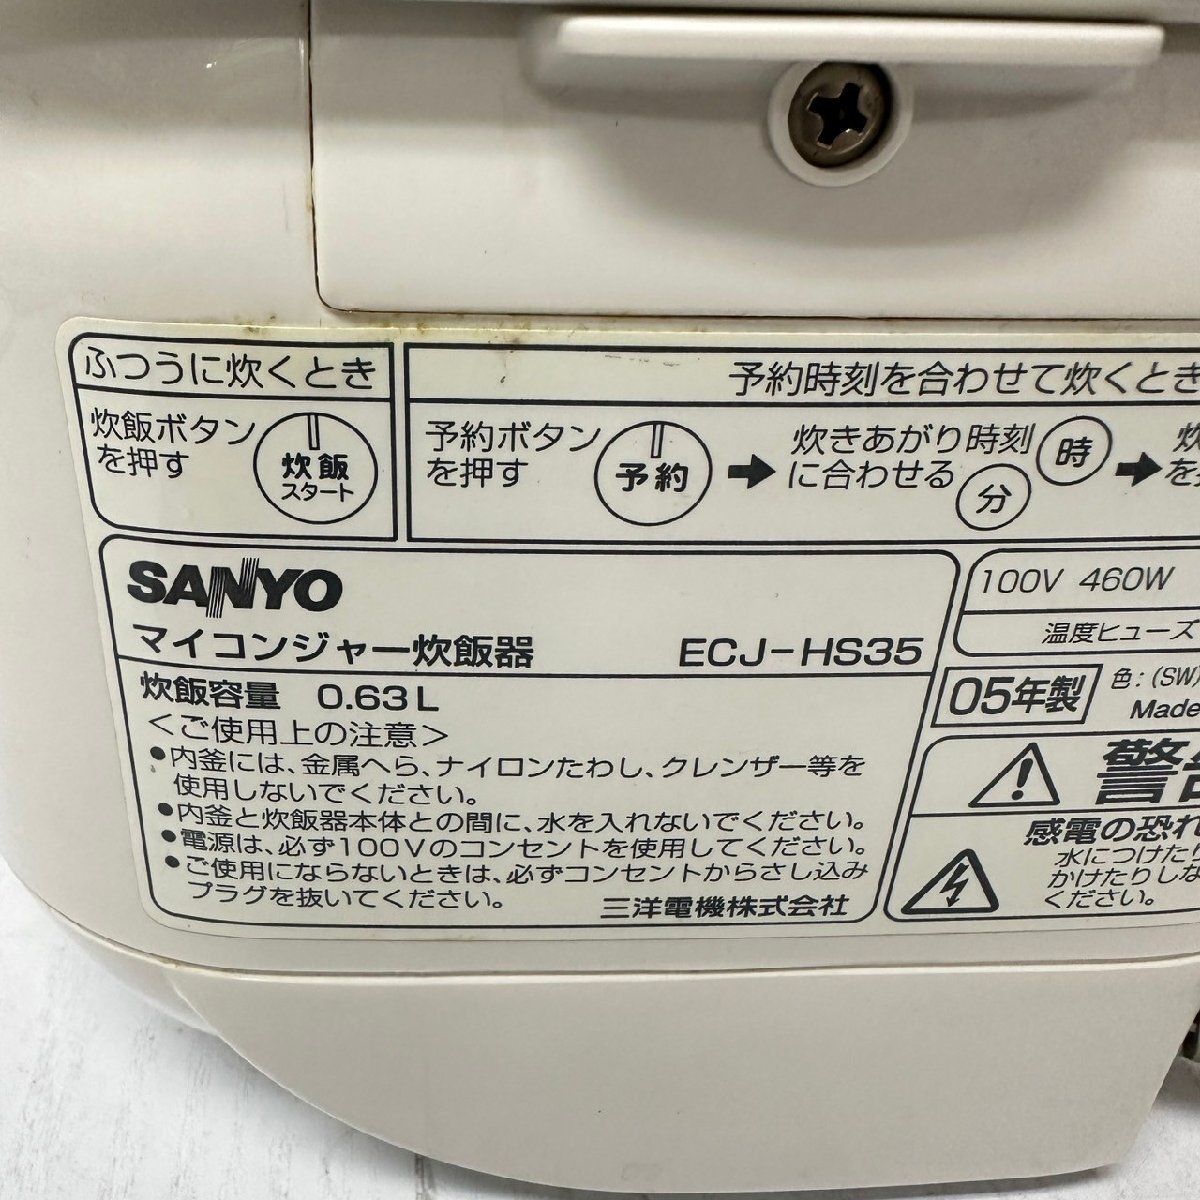 ふつうに炊くとき
炊飯ボタン
を押す
炊飯
スタート
予約時刻を合わせて炊くとき
予約ボタン
を押す
予約
炊きあがり時刻
に合わせる
時
分
炊
を
SANYO
マイコンジャー炊飯器 ECJ-HS35
炊飯容量 0.63L
＜ご使用上の注意＞
●内釜には、金属へら、ナイロンたわし、クレンザー等を
使用しないでください。
●内釜と炊飯器本体との間に、水を入れないでください。
●電源は、必ず100Vのコンセントを使用してください。
●ご使用にならないときは、必ずコンセントからさし込み
プラグを抜いてください。
三洋電機株式会社
100V 460W
温度ヒューズ
05年製
色：(SW)
Made
警
感電の恐れ
水につけたり
かけたりしな
ください。